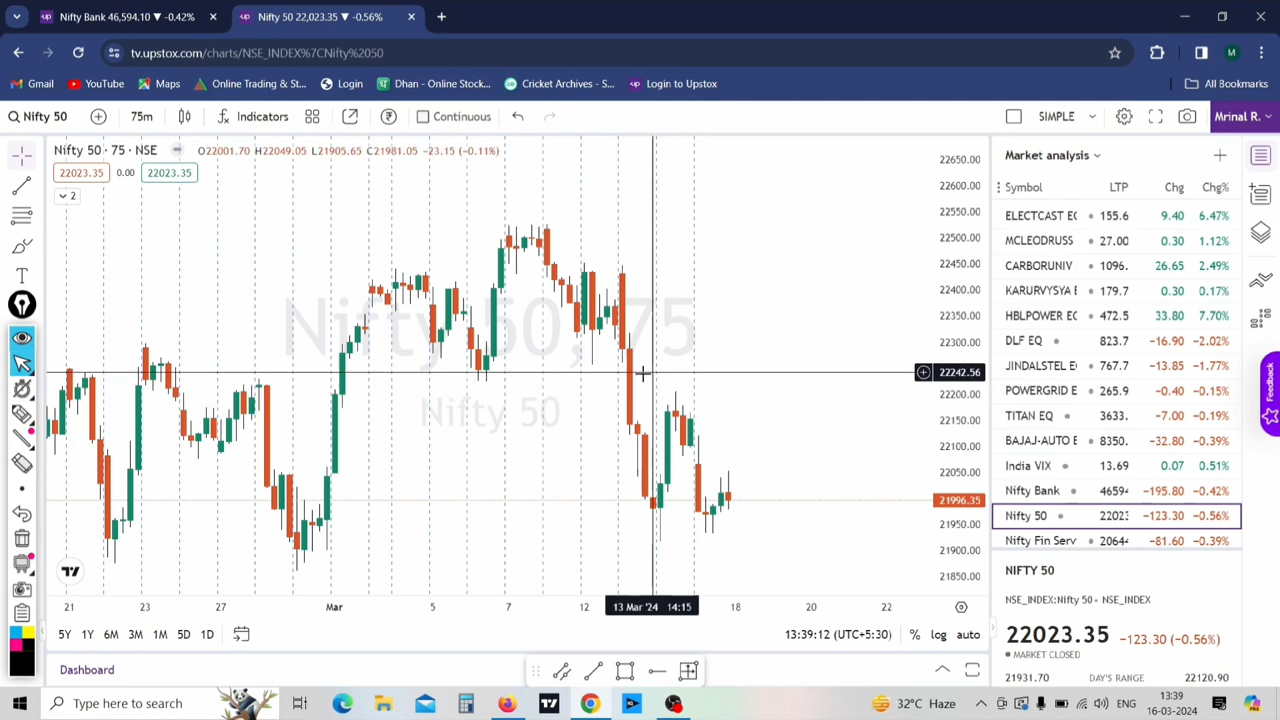 Nifty Bank 46,594.10 ▼ -0.42%
Nifty 50 22,023.35 ▼ -0.56%
tv.upstox.com/charts/NSE_INDEX%7CNifty%2050
M
Gmail YouTube Maps Online Trading & St... Login Dhan - Online Stock... Cricket Archives - S... Login to Upstox All Bookmarks
Nifty 50 75m Indicators Continuous SIMPLE Mrinal R.
Nifty 50 · 75 · NSE O22001.70 H22049.05 L21905.65 C21981.05 −23.15 (−0.11%)
22023.35 0.00 22023.35
2
Nifty 50, 75
Nifty 50
22650.00
22600.00
22550.00
22500.00
22450.00
22400.00
22350.00
22300.00
22242.56
22200.00
22150.00
22100.00
22050.00
21996.35
21950.00
21900.00
21850.00
21 23 27 Mar 5 7 12 13 Mar '24 14:15 18 20 22
5Y 1Y 6M 3M 1M 5D 1D 13:39:12 (UTC+5:30) % log auto
Dashboard
Market analysis
Symbol LTP Chg Chg%
ELECTCAST E 155.6 9.40 6.47%
MCLEODRUSS 27.00 0.30 1.12%
CARBORUNIV 1096. 26.65 2.49%
KARURVYSYA E 179.7 0.30 0.17%
HBLPOWER E 472.5 33.80 7.70%
DLF EQ 823.7 −16.90 −2.02%
JINDALSTEL E 767.7 −13.85 −1.77%
POWERGRID E 265.9 −0.40 −0.15%
TITAN EQ 3633. −7.00 −0.19%
BAJAJ-AUTO E 8350. −32.80 −0.39%
India VIX 13.69 0.07 0.51%
Nifty Bank 4659 −195.80 −0.42%
Nifty 50 22023 −123.30 −0.56%
Nifty Fin Serv 2064 −81.60 −0.39%
NIFTY 50
NSE_INDEX:Nifty 50 • NSE_INDEX
22023.35 −123.30 (−0.56%)
MARKET CLOSED
21931.70 DAY'S RANGE 22120.90
Feedback
Type here to search
32°C Haze
ENG
13:39
16-03-2024